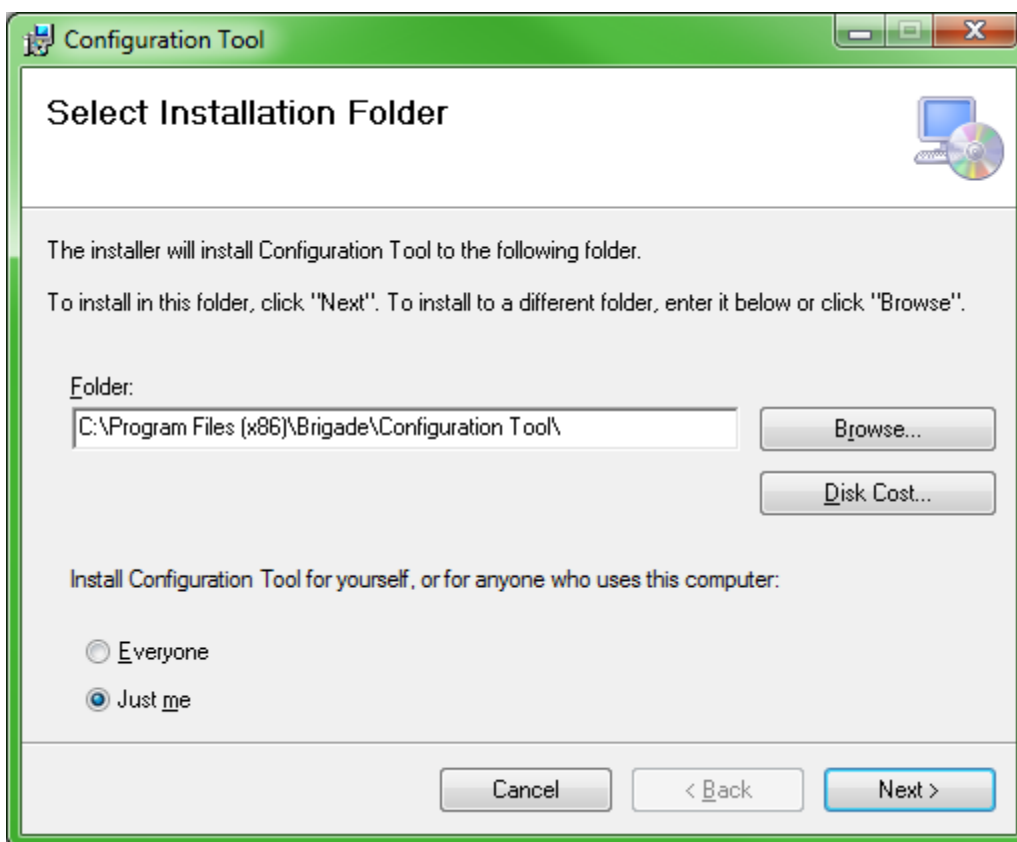 Configuration Tool
Select Installation Folder
The installer will install Configuration Tool to the following folder.
To install in this folder, click "Next". To install to a different folder, enter it below or click "Browse".
Folder:
C:\Program Files (x86)\Brigade\Configuration Tool\
Browse...
Disk Cost...
Install Configuration Tool for yourself, or for anyone who uses this computer:
Everyone
Just me
Cancel
< Back
Next >